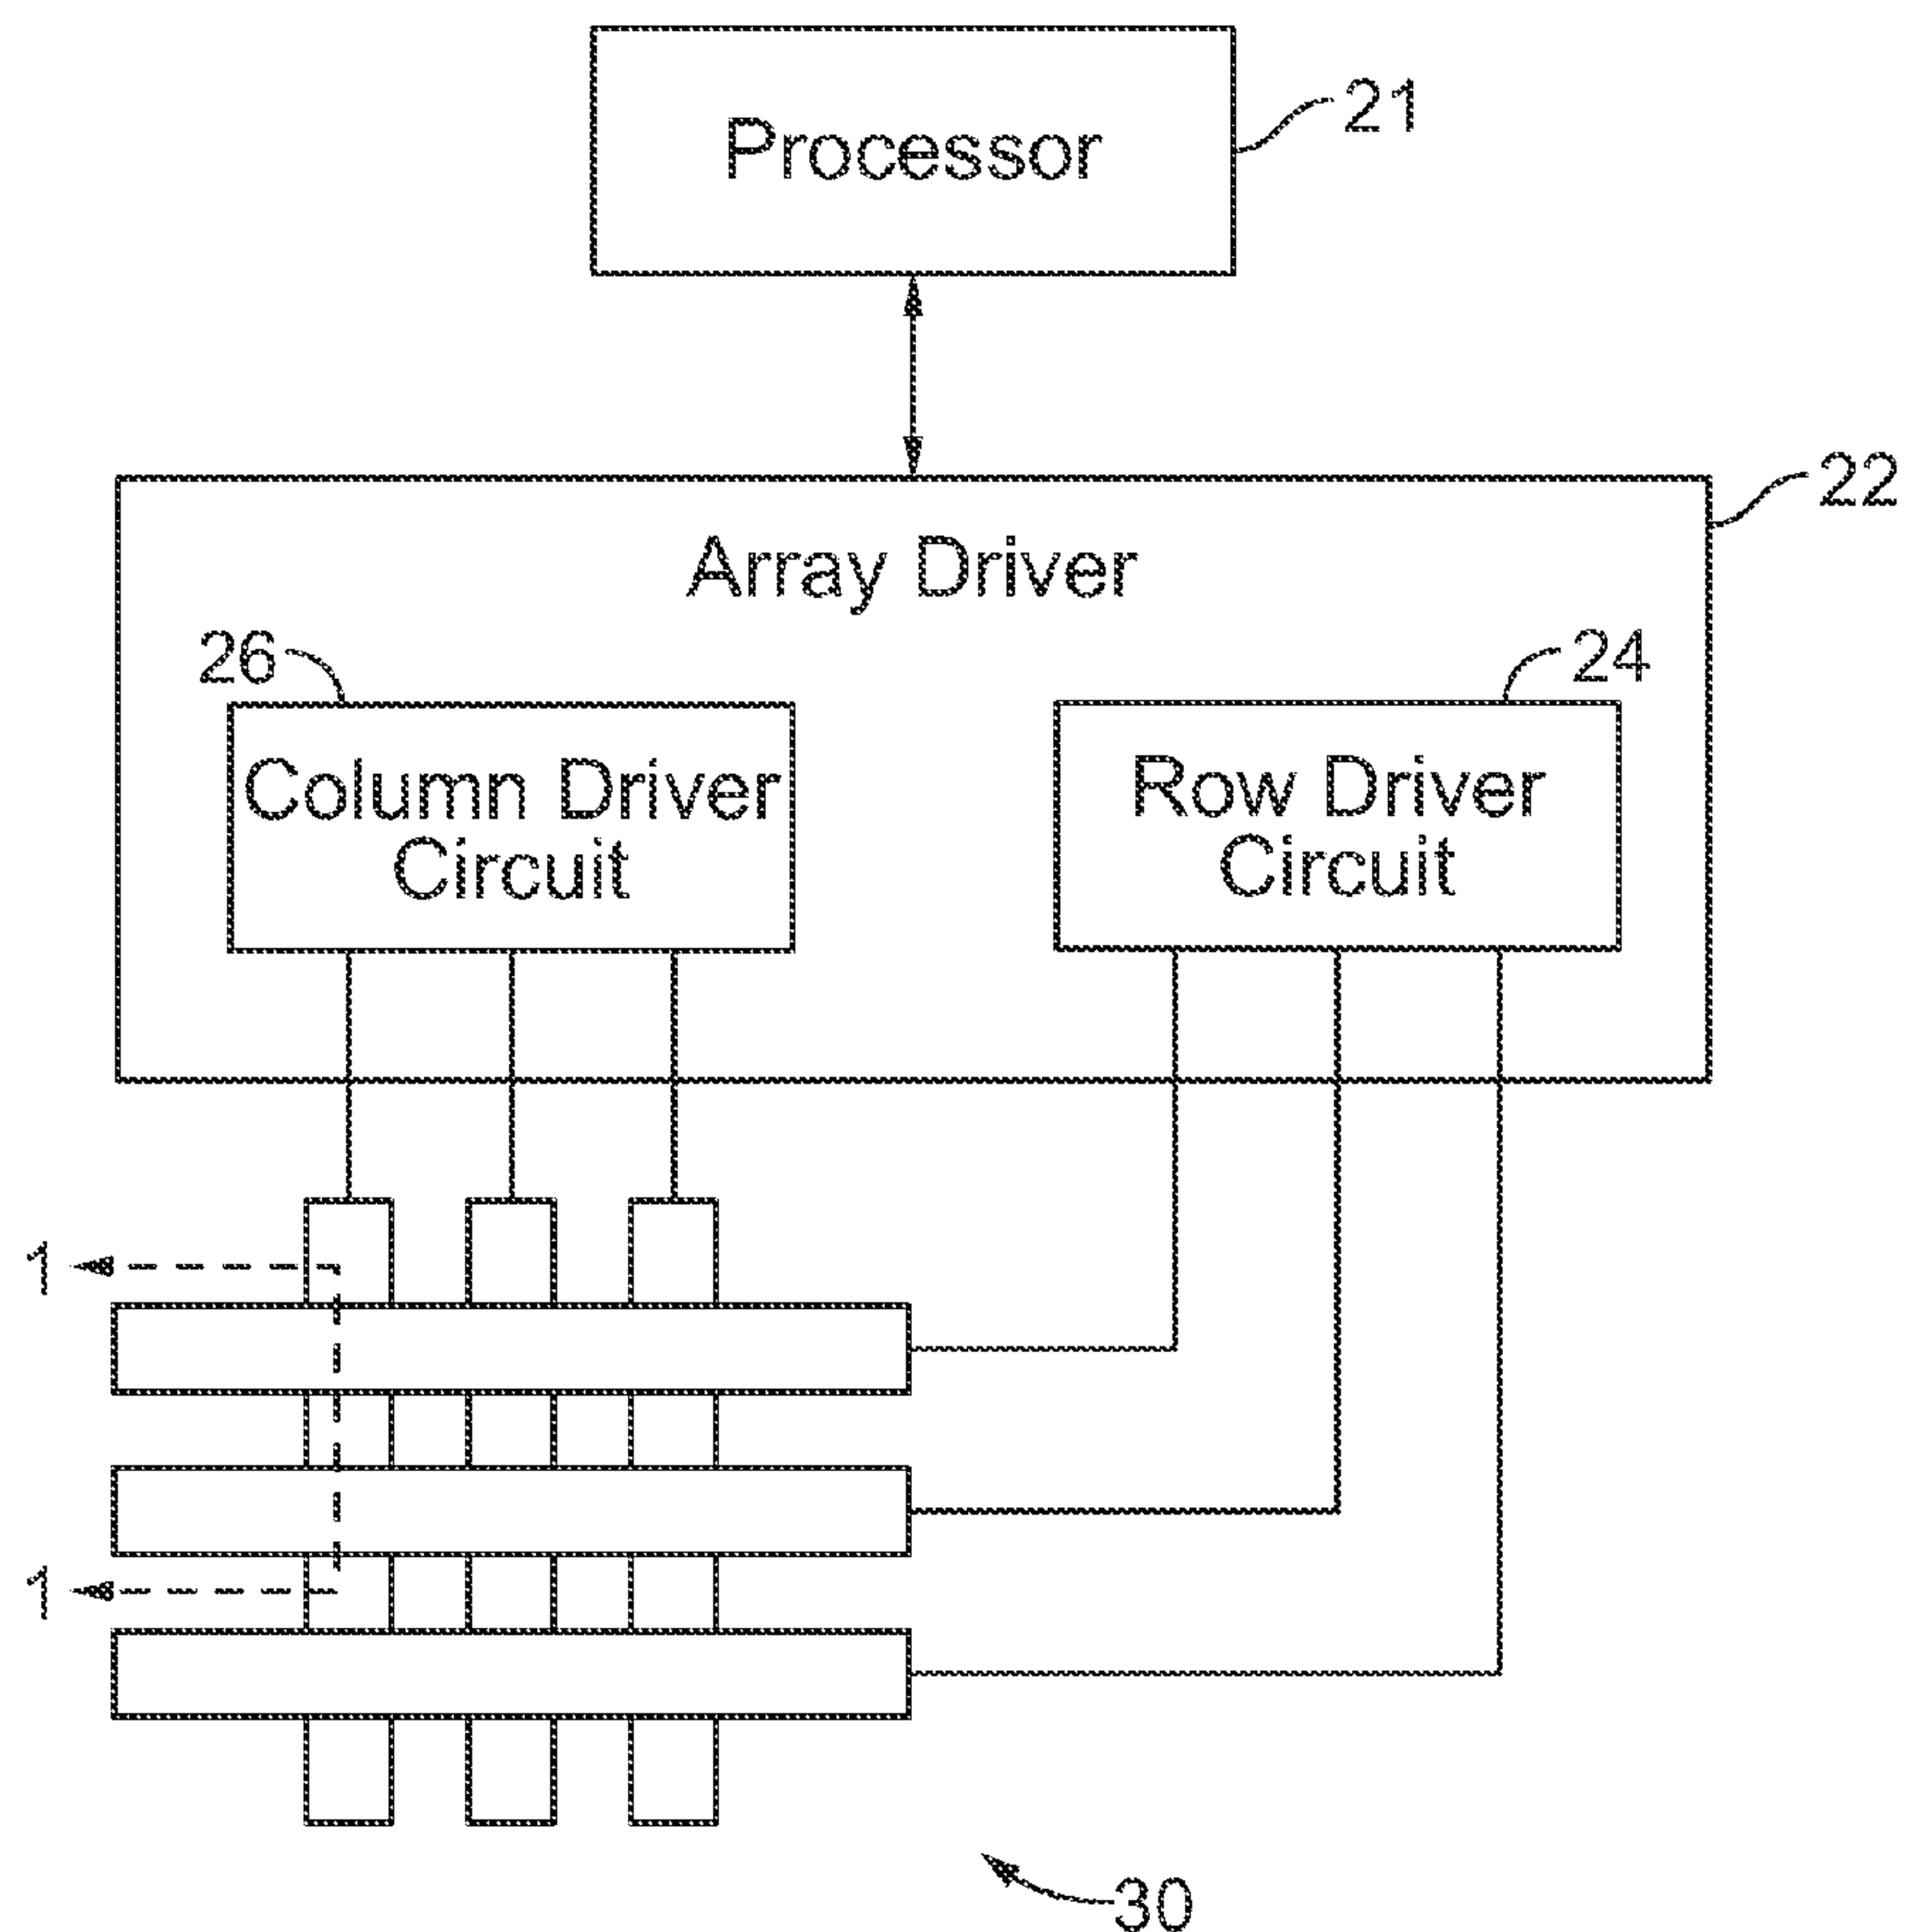 Processor
21
22
Array Driver
26
24
Column Driver
Circuit
Row Driver
Circuit
1
1
30